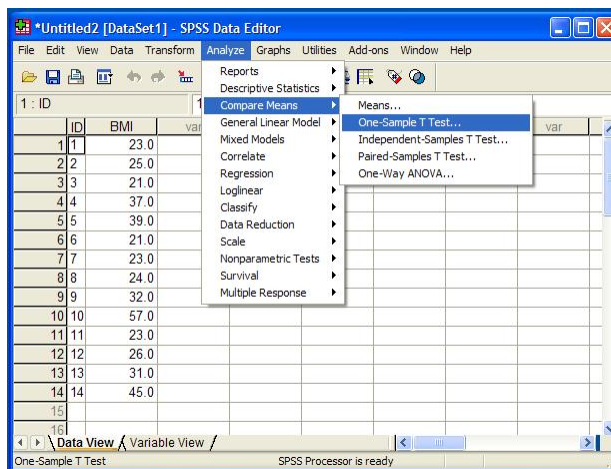 *Untitled2 [DataSet1] - SPSS Data Editor
File Edit View Data Transform Analyze Graphs Utilities Add-ons Window Help
1 : ID 1
Reports
Descriptive Statistics
Compare Means
General Linear Model
Mixed Models
Correlate
Regression
Loglinear
Classify
Data Reduction
Scale
Nonparametric Tests
Survival
Multiple Response
Means...
One-Sample T Test...
Independent-Samples T Test...
Paired-Samples T Test...
One-Way ANOVA...
ID BMI var var
1 1 23.0
2 2 25.0
3 3 21.0
4 4 37.0
5 5 39.0
6 6 21.0
7 7 23.0
8 8 24.0
9 9 32.0
10 10 57.0
11 11 23.0
12 12 26.0
13 13 31.0
14 14 45.0
15
16
Data View Variable View
One-Sample T Test SPSS Processor is ready